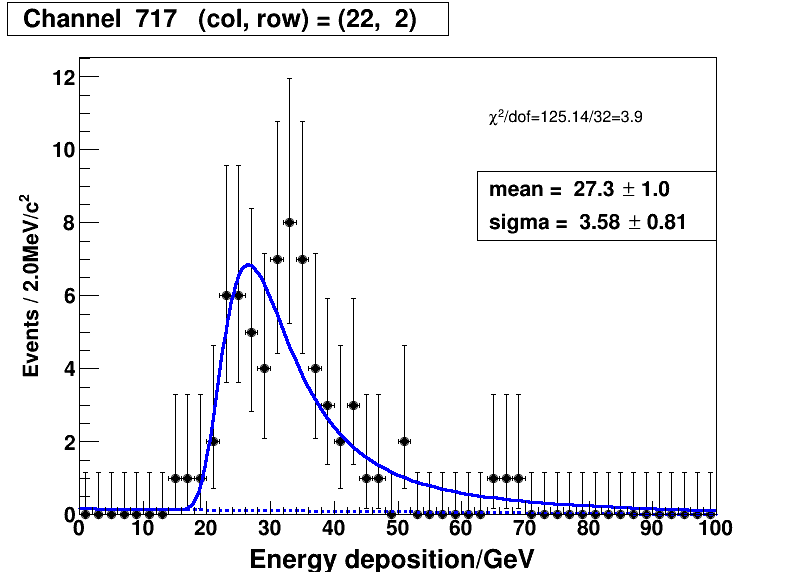 Channel 717 (col, row) = (22, 2)
χ²/dof=125.14/32=3.9
mean = 27.3 ± 1.0
sigma = 3.58 ± 0.81
Events / 2.0MeV/c²
12
10
8
6
4
2
0
0 10 20 30 40 50 60 70 80 90 100
Energy deposition/GeV